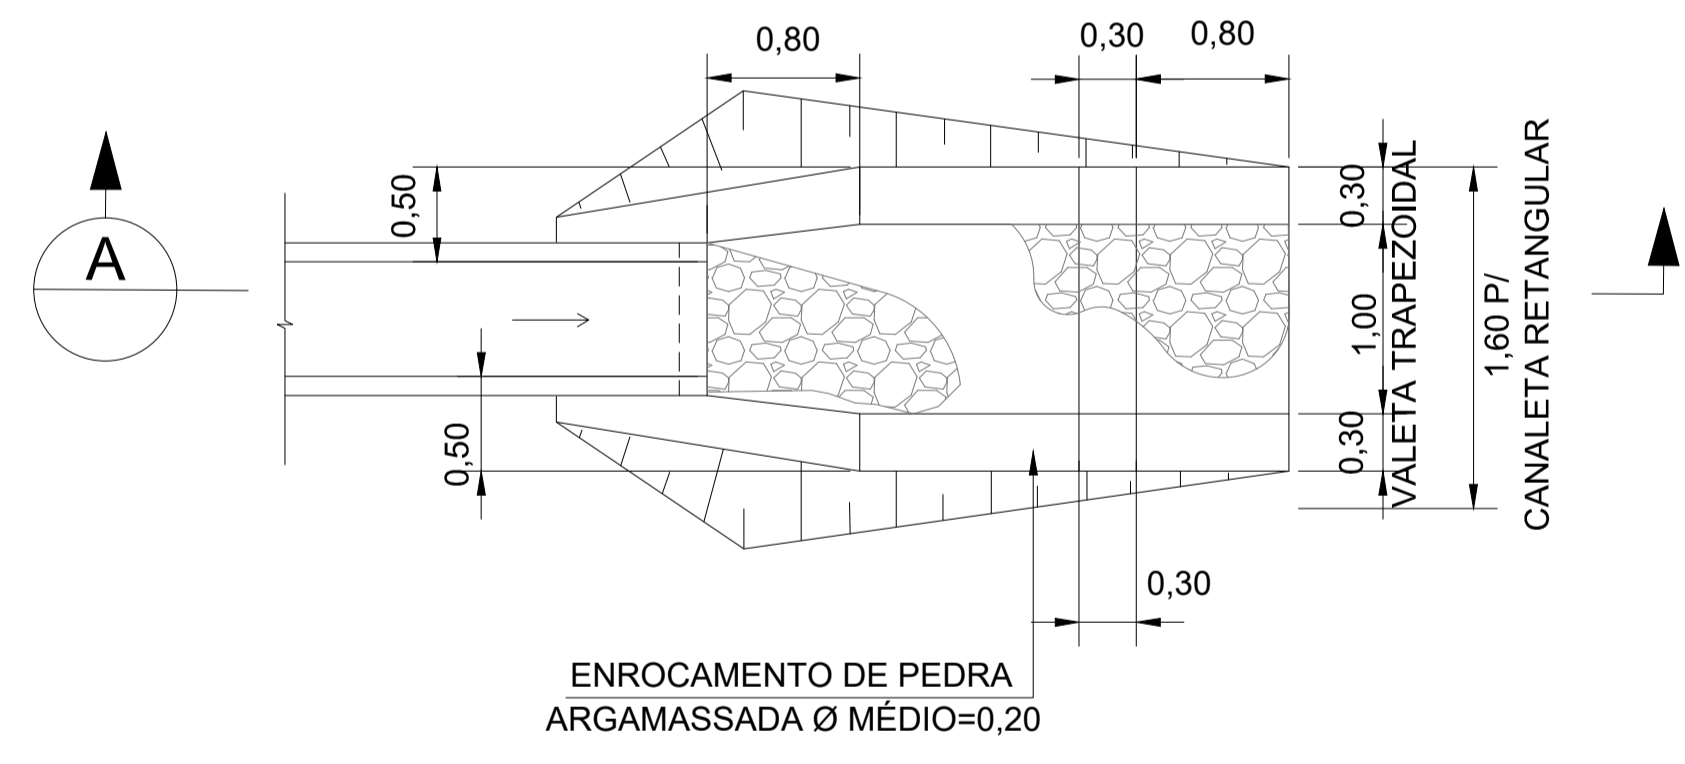 0,80
0,30
0,80
A
0,50
0,50
0,30
1,00
0,30
VALETA TRAPEZOIDAL
1,60 P/
CANALETA RETANGULAR
0,30
ENROCAMENTO DE PEDRA
ARGAMASSADA Ø MÉDIO=0,20